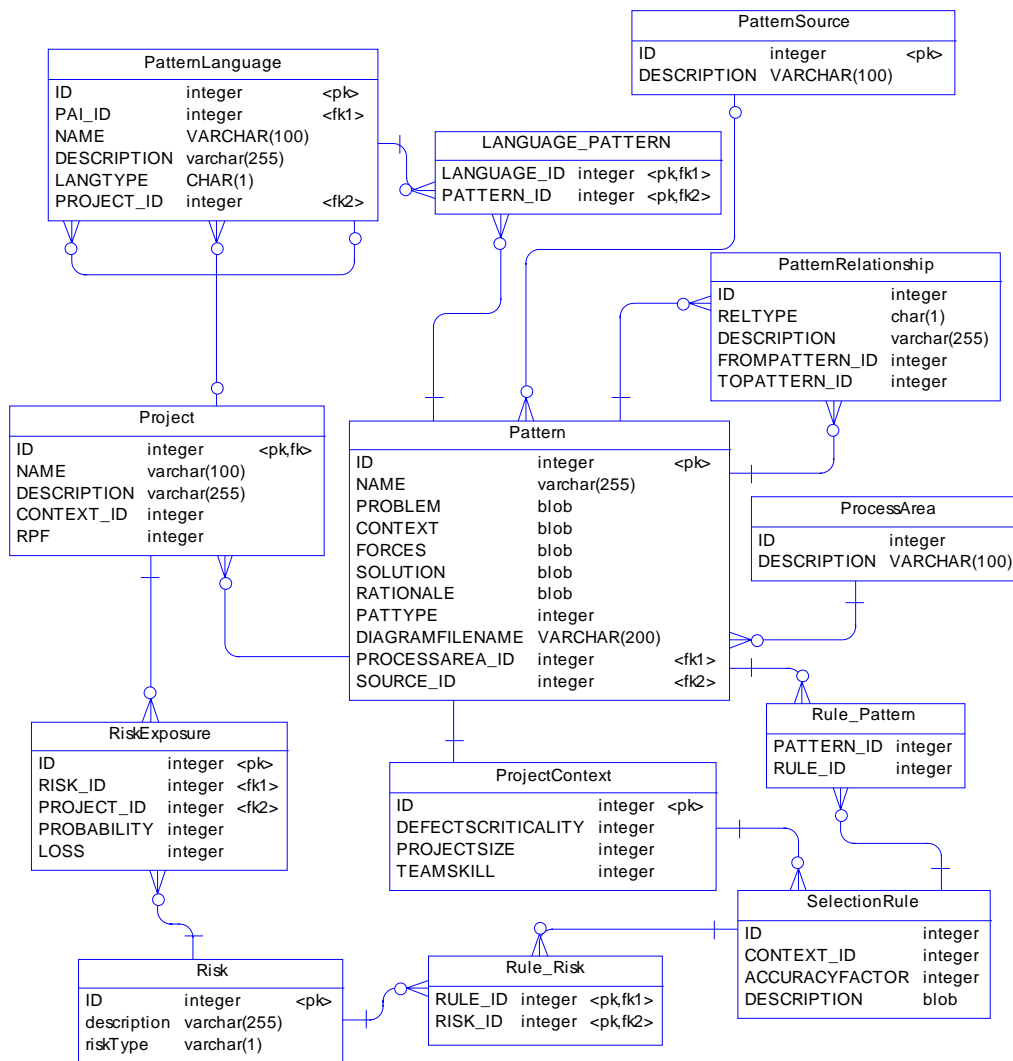 PatternSource
ID integer <pk>
DESCRIPTION VARCHAR(100)
PatternLanguage
ID integer <pk>
PAI_ID integer <fk1>
NAME VARCHAR(100)
DESCRIPTION varchar(255)
LANGTYPE CHAR(1)
PROJECT_ID integer <fk2>
LANGUAGE_PATTERN
LANGUAGE_ID integer <pk,fk1>
PATTERN_ID integer <pk,fk2>
PatternRelationship
ID integer
RELTYPE char(1)
DESCRIPTION varchar(255)
FROMPATTERN_ID integer
TOPATTERN_ID integer
Project
ID integer <pk,fk>
NAME varchar(100)
DESCRIPTION varchar(255)
CONTEXT_ID integer
RPF integer
Pattern
ID integer <pk>
NAME varchar(255)
PROBLEM blob
CONTEXT blob
FORCES blob
SOLUTION blob
RATIONALE blob
PATTYPE integer
DIAGRAMFILENAME VARCHAR(200)
PROCESSAREA_ID integer <fk1>
SOURCE_ID integer <fk2>
ProcessArea
ID integer
DESCRIPTION VARCHAR(100)
RiskExposure
ID integer <pk>
RISK_ID integer <fk1>
PROJECT_ID integer <fk2>
PROBABILITY integer
LOSS integer
ProjectContext
ID integer <pk>
DEFECTSCRITICALITY integer
PROJECTSIZE integer
TEAMSKILL integer
Rule_Pattern
PATTERN_ID integer
RULE_ID integer
SelectionRule
ID integer
CONTEXT_ID integer
ACCURACYFACTOR integer
DESCRIPTION blob
Risk
ID integer <pk>
description varchar(255)
riskType varchar(1)
Rule_Risk
RULE_ID integer <pk,fk1>
RISK_ID integer <pk,fk2>